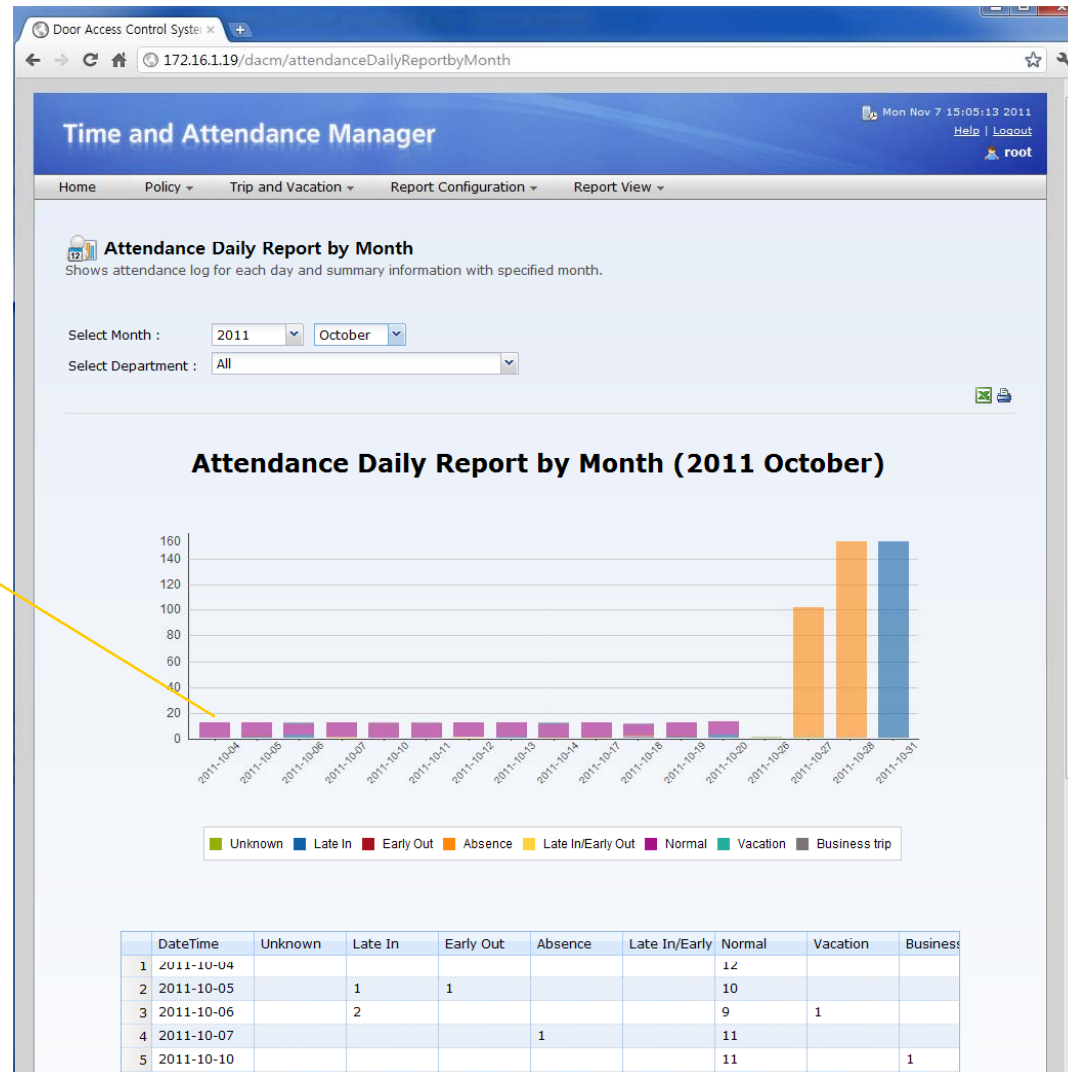 Door Access Control Syste
172.16.1.19/dacm/attendanceDailyReportbyMonth
Mon Nov 7 15:05:13 2011
Help | Logout
root
Time and Attendance Manager
Home Policy Trip and Vacation Report Configuration Report View
12
Attendance Daily Report by Month
Shows attendance log for each day and summary information with specified month.
Select Month : 2011 October
Select Department : All
Attendance Daily Report by Month (2011 October)
160
140
120
100
80
60
40
20
0
2011-10-04 2011-10-05 2011-10-06 2011-10-07 2011-10-10 2011-10-11 2011-10-12 2011-10-13 2011-10-14 2011-10-17 2011-10-18 2011-10-19 2011-10-20 2011-10-26 2011-10-27 2011-10-28 2011-10-31
Unknown Late In Early Out Absence Late In/Early Out Normal Vacation Business trip
DateTime Unknown Late In Early Out Absence Late In/Early Normal Vacation Business
1 2011-10-04 12
2 2011-10-05 1 1 10
3 2011-10-06 2 9 1
4 2011-10-07 1 11
5 2011-10-10 11 1